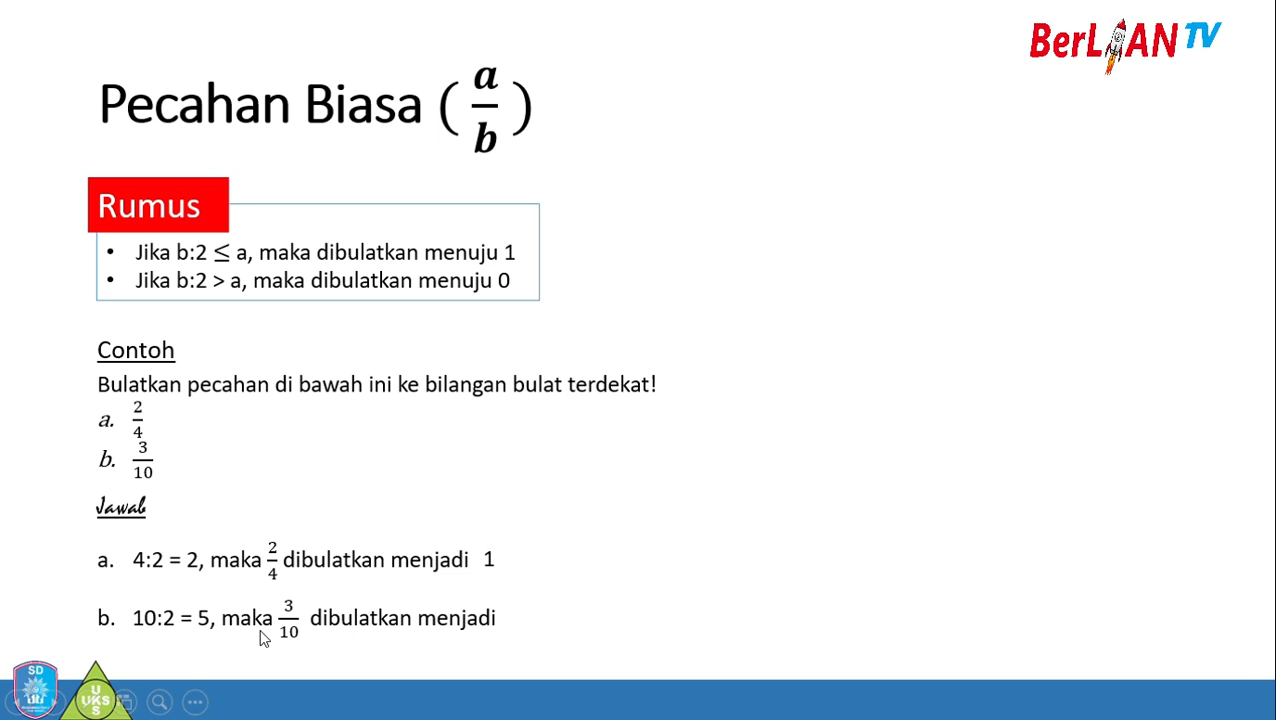 BerLIAN TV
Pecahan Biasa (a/b)
Rumus
• Jika b:2 ≤ a, maka dibulatkan menuju 1
• Jika b:2 > a, maka dibulatkan menuju 0
Contoh
Bulatkan pecahan di bawah ini ke bilangan bulat terdekat!
a. 2/4
b. 3/10
Jawab
a. 4:2 = 2, maka 2/4 dibulatkan menjadi 1
b. 10:2 = 5, maka 3/10 dibulatkan menjadi
SD
UKS